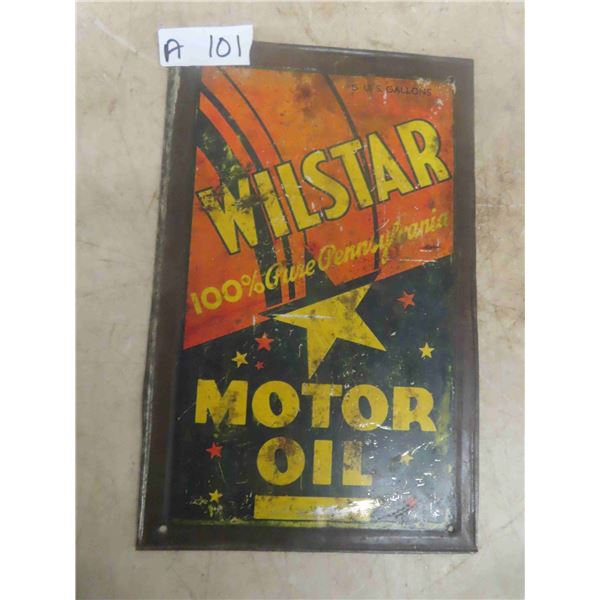 A 101
5 U.S. GALLONS
WILSTAR
100% Pure Pennsylvania
MOTOR
OIL